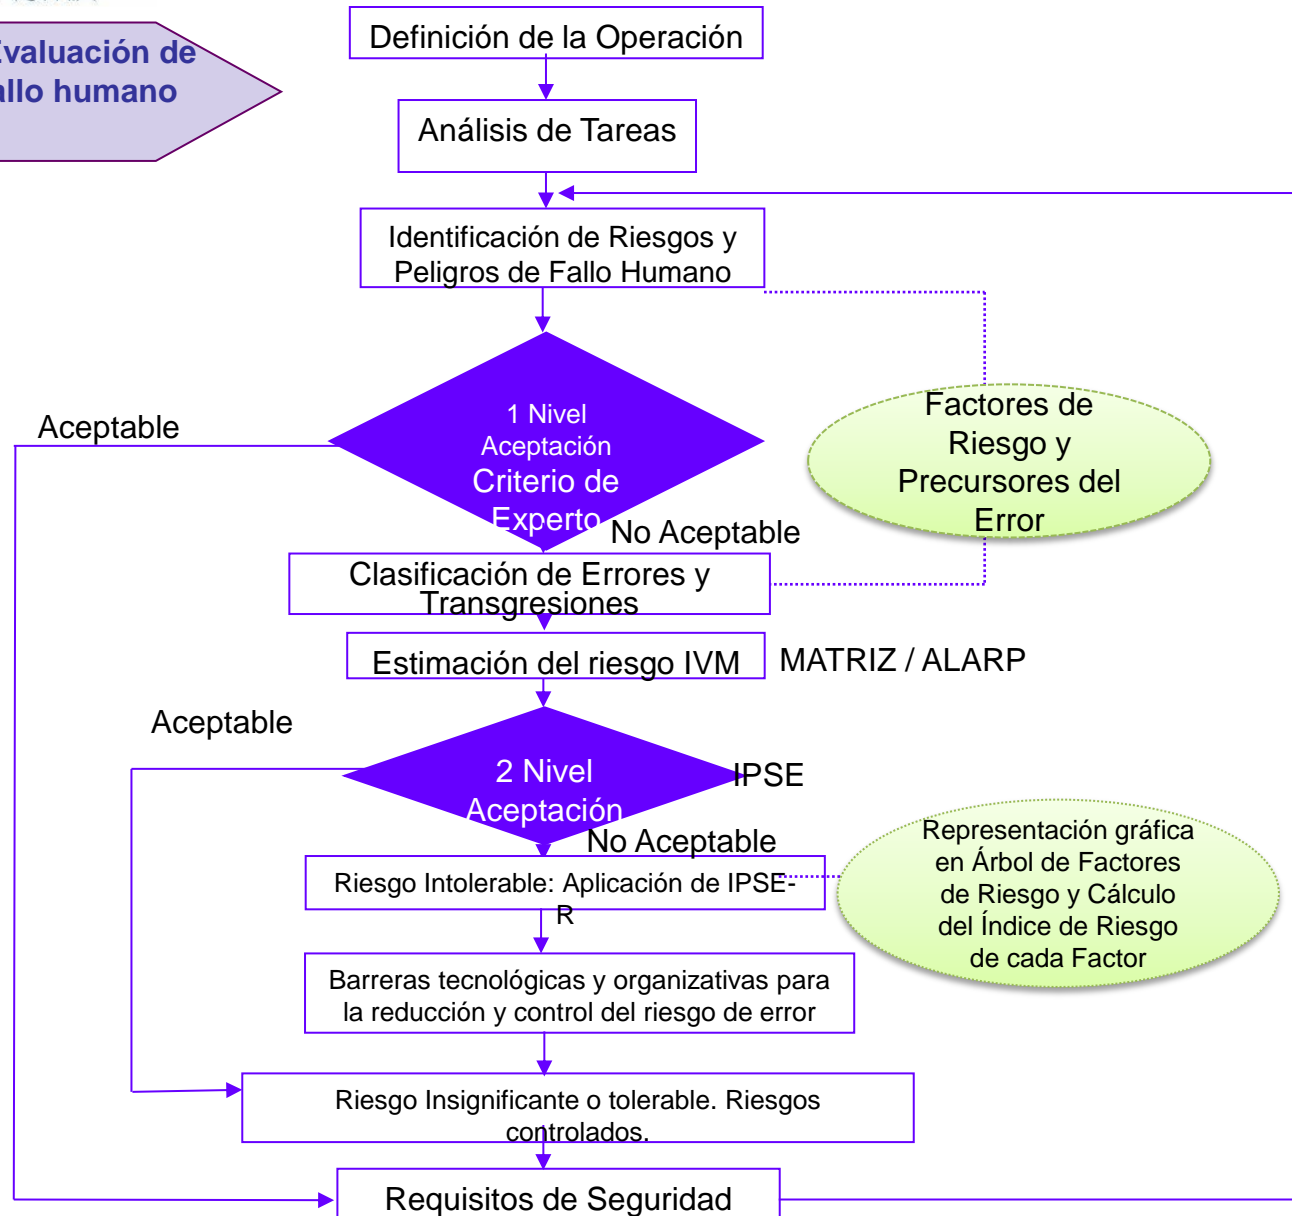 Evaluación de
fallo humano
Definición de la Operación
Análisis de Tareas
Identificación de Riesgos y
Peligros de Fallo Humano
1 Nivel
Aceptación
Criterio de
Experto
Aceptable
No Aceptable
Factores de
Riesgo y
Precursores del
Error
Clasificación de Errores y
Transgresiones
Estimación del riesgo IVM
MATRIZ / ALARP
Aceptable
2 Nivel
Aceptación
IPSE
No Aceptable
Riesgo Intolerable: Aplicación de IPSE-
R
Representación gráfica
en Árbol de Factores
de Riesgo y Cálculo
del Índice de Riesgo
de cada Factor
Barreras tecnológicas y organizativas para
la reducción y control del riesgo de error
Riesgo Insignificante o tolerable. Riesgos
controlados.
Requisitos de Seguridad